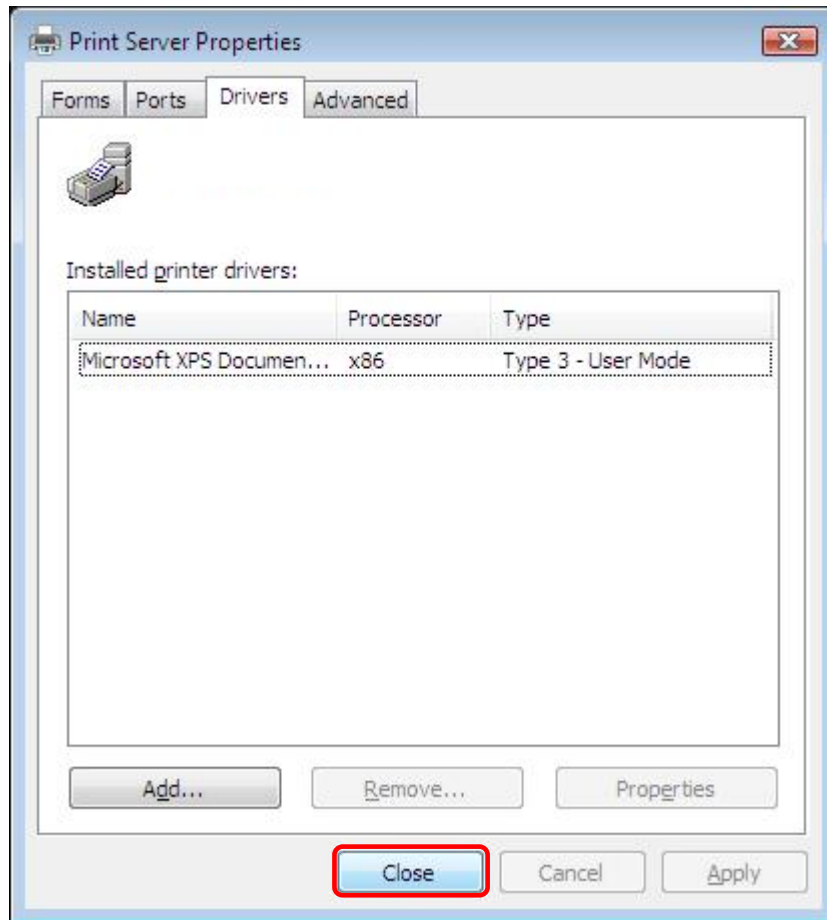 Print Server Properties
Forms Ports Drivers Advanced
Installed printer drivers:
Name Processor Type
Microsoft XPS Documen... x86 Type 3 - User Mode
Add... Remove... Properties
Close Cancel Apply